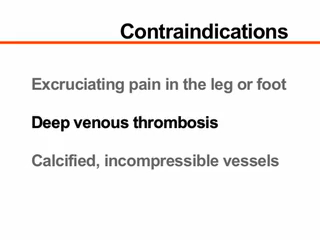 Contraindications
Excruciating pain in the leg or foot
Deep venous thrombosis
Calcified, incompressible vessels